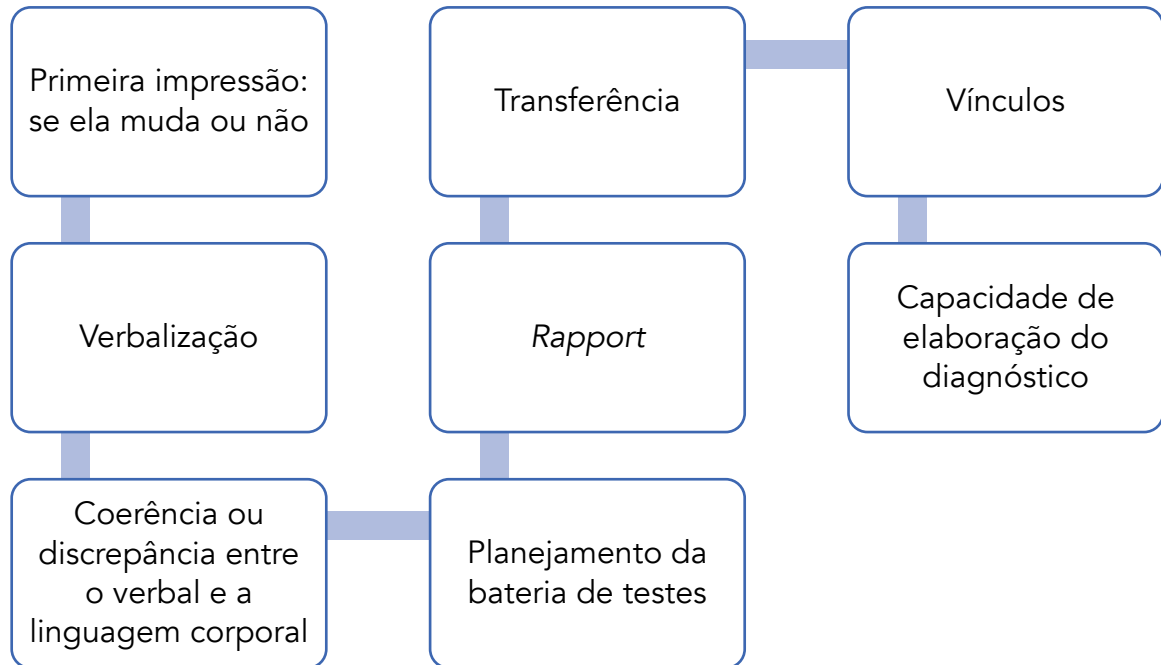 Primeira impressão:
se ela muda ou não
Verbalização
Coerência ou
discrepância entre
o verbal e a
linguagem corporal
Planejamento da
bateria de testes
Rapport
Transferência
Vínculos
Capacidade de
elaboração do
diagnóstico